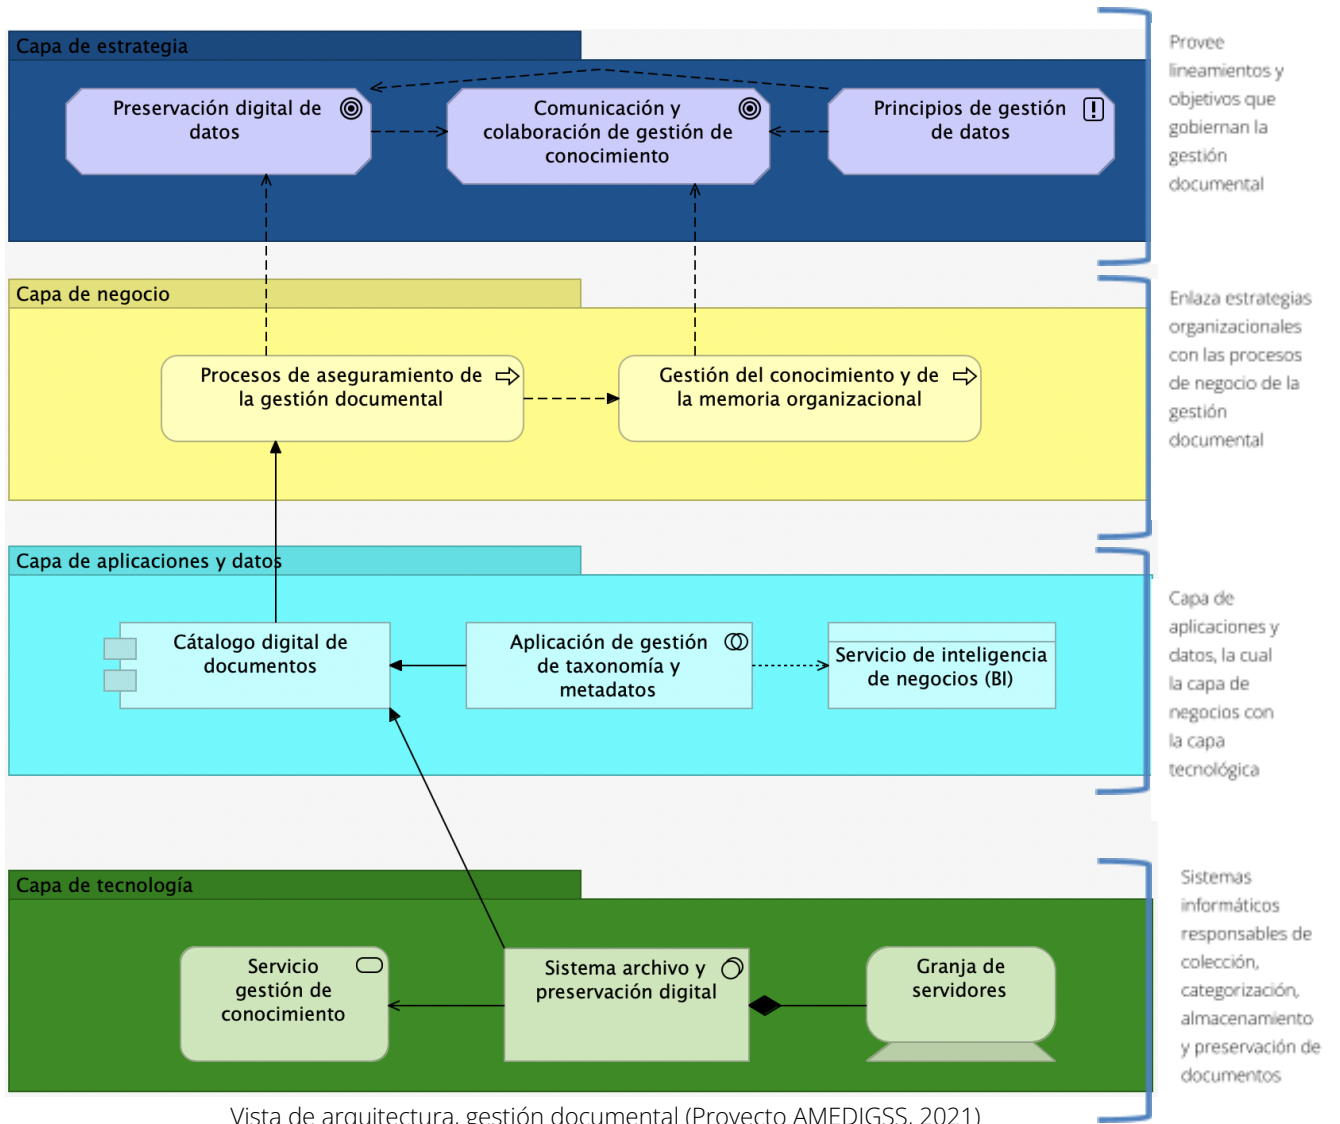 Capa de estrategia
Preservación digital de
datos
Comunicación y
colaboración de gestión de
conocimiento
Principios de gestión
de datos
Provee
lineamientos y
objetivos que
gobiernan la
gestión
documental
Capa de negocio
Procesos de aseguramiento de
la gestión documental
Gestión del conocimiento y de
la memoria organizacional
Enlaza estrategias
organizacionales
con las procesos
de negocio de la
gestión
documental
Capa de aplicaciones y datos
Cátalogo digital de
documentos
Aplicación de gestión
de taxonomía y
metadatos
Servicio de inteligencia
de negocios (BI)
Capa de
aplicaciones y
datos, la cual
la capa de
negocios con
la capa
tecnológica
Capa de tecnología
Servicio
gestión de
conocimiento
Sistema archivo y
preservación digital
Granja de
servidores
Sistemas
informáticos
responsables de
colección,
categorización,
almacenamiento
y preservación de
documentos
Vista de arquitectura, gestión documental (Proyecto AMEDIGSS, 2021)